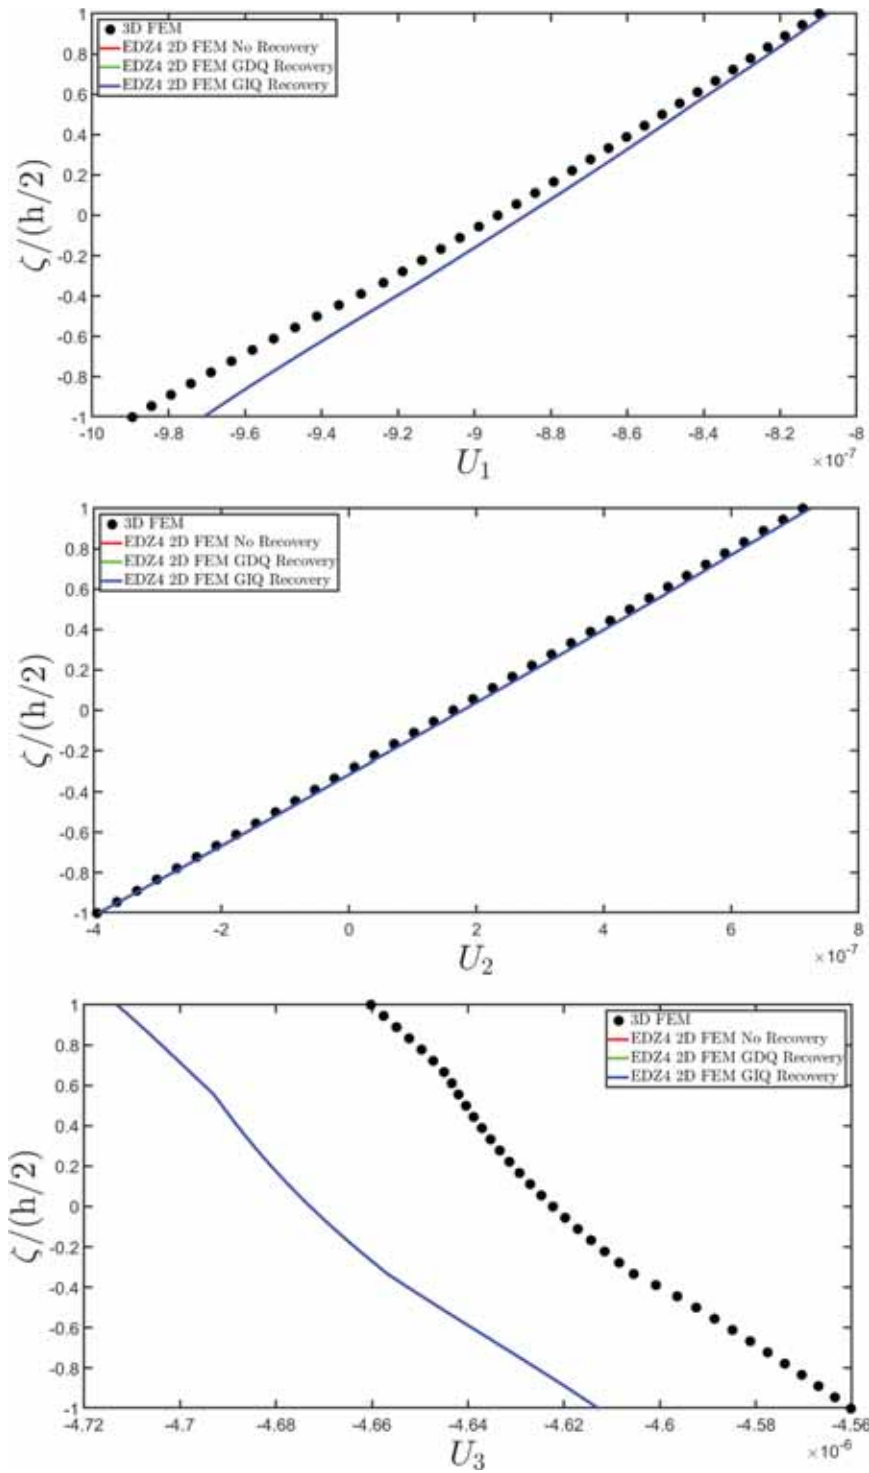 3D FEM
EDZ4 2D FEM No Recovery
EDZ4 2D FEM GDQ Recovery
EDZ4 2D FEM GIQ Recovery
ζ/(h/2)
1
0.8
0.6
0.4
0.2
0
-0.2
-0.4
-0.6
-0.8
-1
-10 -9.8 -9.6 -9.4 -9.2 -9 -8.8 -8.6 -8.4 -8.2 -8
U₁ ×10⁻⁷
3D FEM
EDZ4 2D FEM No Recovery
EDZ4 2D FEM GDQ Recovery
EDZ4 2D FEM GIQ Recovery
ζ/(h/2)
1
0.8
0.6
0.4
0.2
0
-0.2
-0.4
-0.6
-0.8
-1
-4 -2 0 2 4 6 8
U₂ ×10⁻⁷
3D FEM
EDZ4 2D FEM No Recovery
EDZ4 2D FEM GDQ Recovery
EDZ4 2D FEM GIQ Recovery
ζ/(h/2)
1
0.8
0.6
0.4
0.2
0
-0.2
-0.4
-0.6
-0.8
-1
-4.72 -4.7 -4.68 -4.66 -4.64 -4.62 -4.6 -4.58 -4.56
U₃ ×10⁻⁶